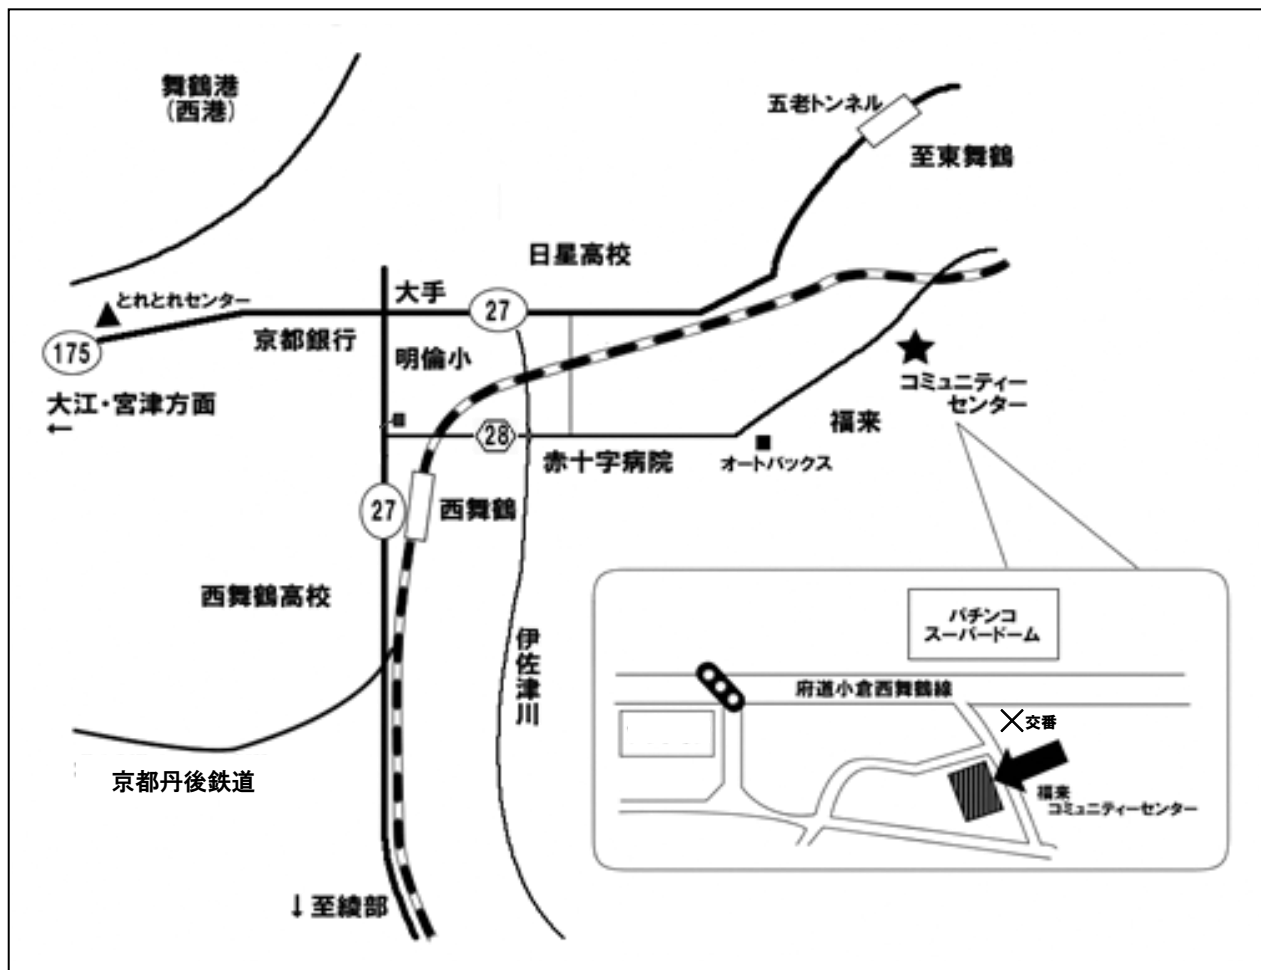 舞鶴港
(西港)
五老トンネル
至東舞鶴
日星高校
大手
27
とれとれセンター
京都銀行
175
明倫小
大江・宮津方面
←
コミュニティー
センター
福来
28
赤十字病院
オートバックス
27
西舞鶴
西舞鶴高校
伊佐津川
京都丹後鉄道
↓至綾部
パチンコ
スーパードーム
府道小倉西舞鶴線
交番
福来
コミュニティーセンター